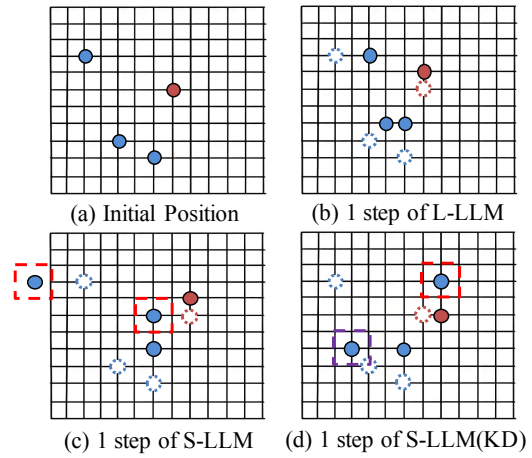 (a) Initial Position
(b) 1 step of L-LLM
(c) 1 step of S-LLM
(d) 1 step of S-LLM(KD)